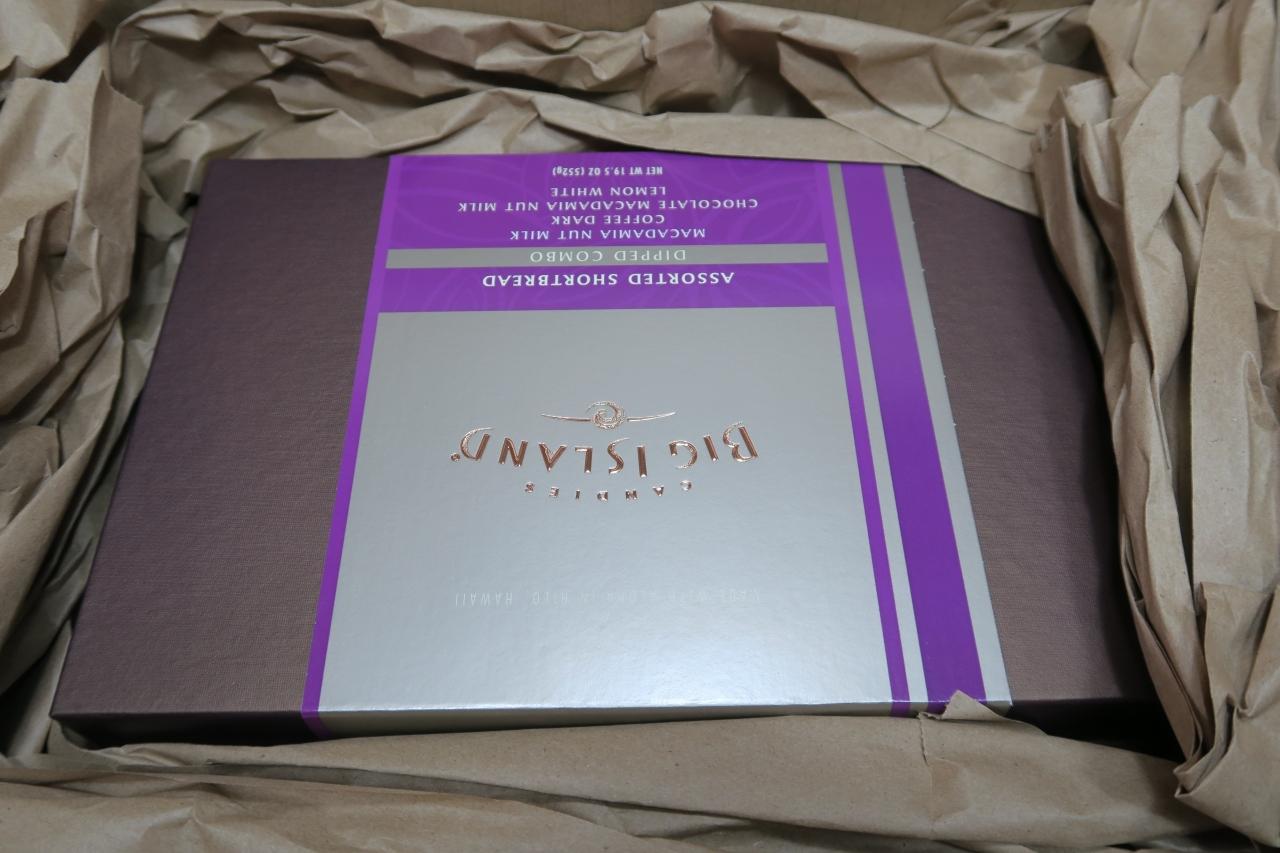 MADE WITH ALOHA IN HILO, HAWAII
CANDIES
BIG ISLAND®
ASSORTED SHORTBREAD
DIPPED COMBO
MACADAMIA NUT MILK
COFFEE DARK
CHOCOLATE MACADAMIA NUT MILK
LEMON WHITE
NET WT 19.5 OZ (552g)